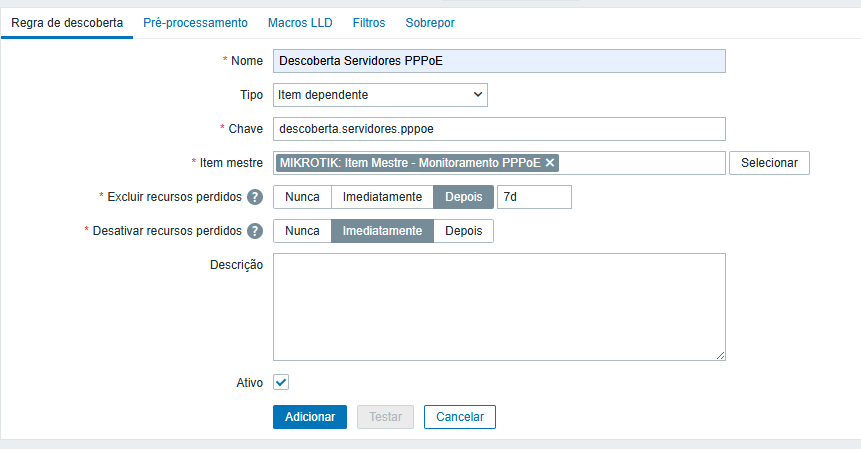 Regra de descoberta Pré-processamento Macros LLD Filtros Sobrepor
* Nome Descoberta Servidores PPPoE
Tipo Item dependente
* Chave descoberta.servidores.pppoe
* Item mestre MIKROTIK: Item Mestre - Monitoramento PPPoE ✕ Selecionar
* Excluir recursos perdidos ? Nunca Imediatamente Depois 7d
* Desativar recursos perdidos ? Nunca Imediatamente Depois
Descrição
Ativo
Adicionar Testar Cancelar